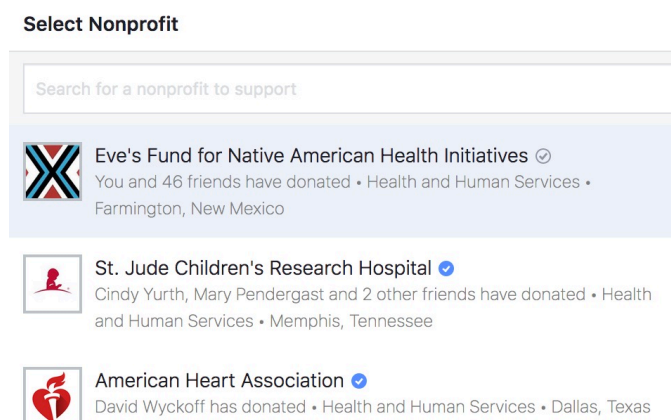 Select Nonprofit
Search for a nonprofit to support
Eve's Fund for Native American Health Initiatives
You and 46 friends have donated • Health and Human Services •
Farmington, New Mexico
St. Jude Children's Research Hospital
Cindy Yurth, Mary Pendergast and 2 other friends have donated • Health
and Human Services • Memphis, Tennessee
American Heart Association
David Wyckoff has donated • Health and Human Services • Dallas, Texas